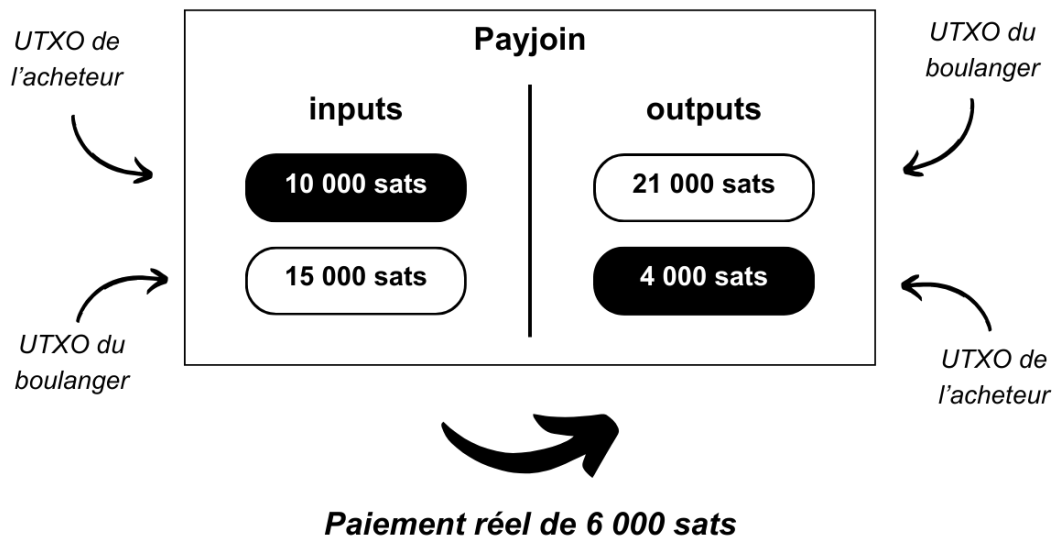 Payjoin
UTXO de
l'acheteur
UTXO du
boulanger
inputs
outputs
10 000 sats
21 000 sats
15 000 sats
4 000 sats
UTXO du
boulanger
UTXO de
l'acheteur
Paiement réel de 6 000 sats